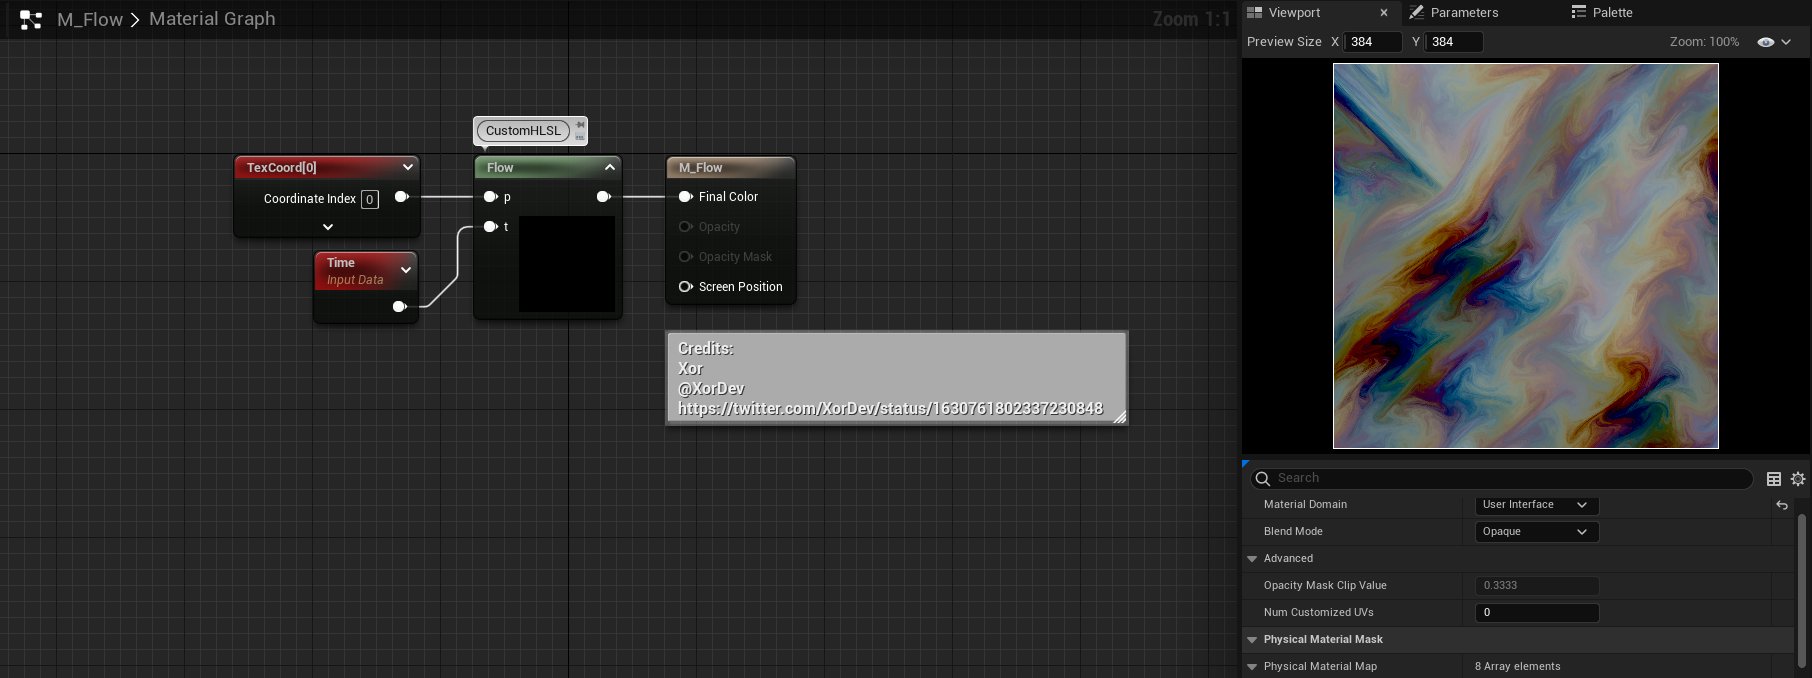 M_Flow > Material Graph
Zoom 1:1
CustomHLSL
TexCoord[0]
Coordinate Index 0
Time
Input Data
Flow
p
t
M_Flow
Final Color
Opacity
Opacity Mask
Screen Position
Credits:
Xor
@XorDev
https://twitter.com/XorDev/status/1630761802337230848
Viewport
Parameters
Palette
Preview Size X 384 Y 384
Zoom: 100%
Search
Material Domain User Interface
Blend Mode Opaque
Advanced
Opacity Mask Clip Value 0.3333
Num Customized UVs 0
Physical Material Mask
Physical Material Map 8 Array elements